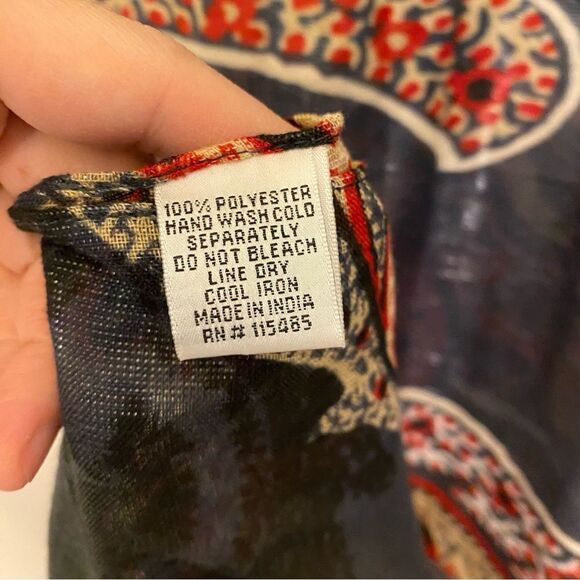 100% POLYESTER
HAND WASH COLD
SEPARATELY
DO NOT BLEACH
LINE DRY
COOL IRON
MADE IN INDIA
RN# 115485